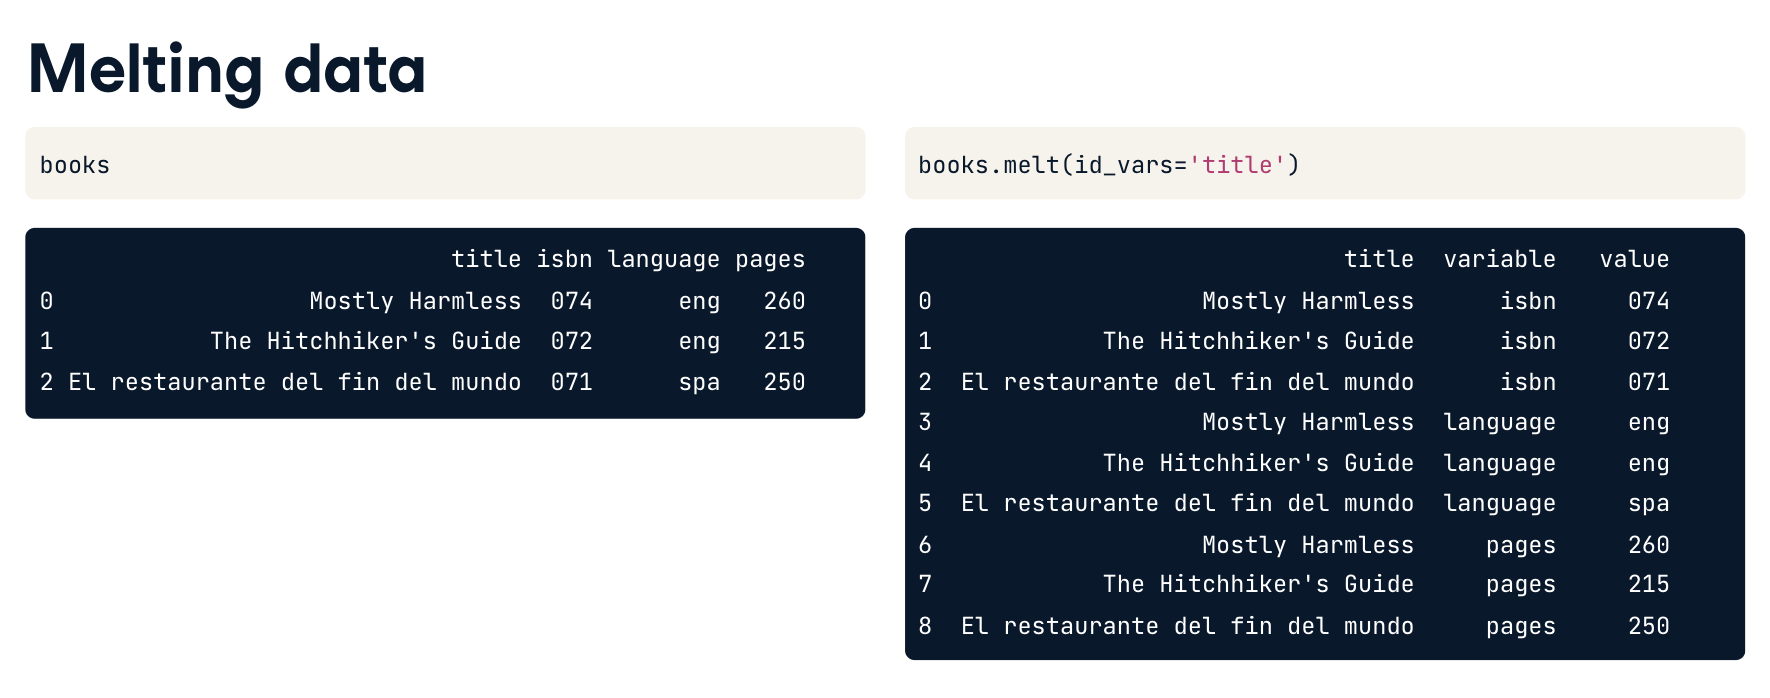 Melting data
books
title isbn language pages
0 Mostly Harmless 074 eng 260
1 The Hitchhiker's Guide 072 eng 215
2 El restaurante del fin del mundo 071 spa 250
books.melt(id_vars='title')
title variable value
0 Mostly Harmless isbn 074
1 The Hitchhiker's Guide isbn 072
2 El restaurante del fin del mundo isbn 071
3 Mostly Harmless language eng
4 The Hitchhiker's Guide language eng
5 El restaurante del fin del mundo language spa
6 Mostly Harmless pages 260
7 The Hitchhiker's Guide pages 215
8 El restaurante del fin del mundo pages 250